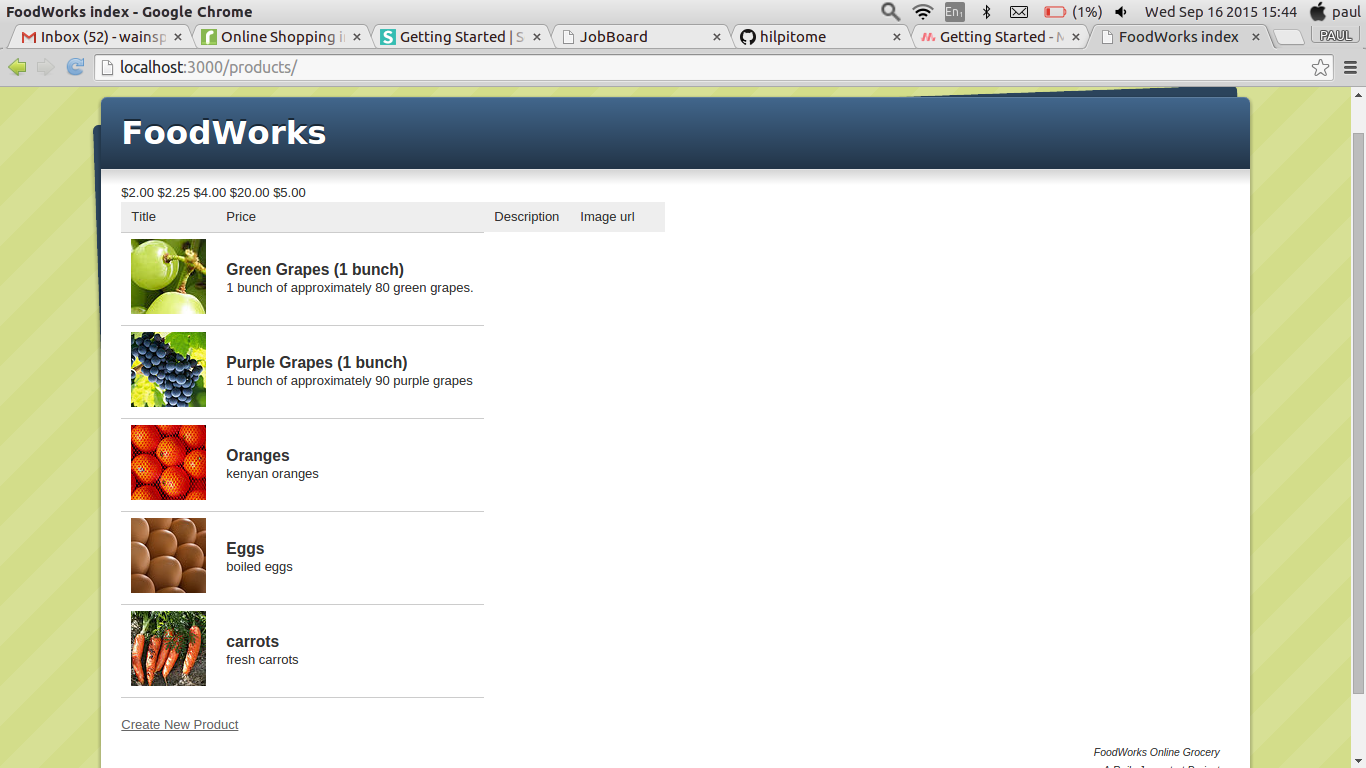 FoodWorks index - Google Chrome
En1
(1%)
Wed Sep 16 2015 15:44
paul
Inbox (52) - wainsp
Online Shopping i
S Getting Started | S
JobBoard
hilpitome
Getting Started - M
FoodWorks index
PAUL
localhost:3000/products/
FoodWorks
$2.00 $2.25 $4.00 $20.00 $5.00
Title Price Description Image url
Green Grapes (1 bunch)
1 bunch of approximately 80 green grapes.
Purple Grapes (1 bunch)
1 bunch of approximately 90 purple grapes
Oranges
kenyan oranges
Eggs
boiled eggs
carrots
fresh carrots
Create New Product
FoodWorks Online Grocery